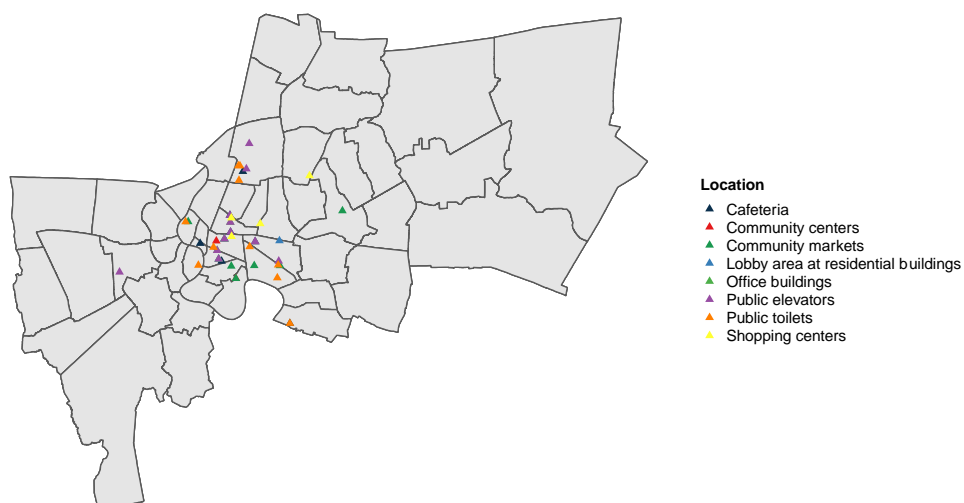 Location
Cafeteria
Community centers
Community markets
Lobby area at residential buildings
Office buildings
Public elevators
Public toilets
Shopping centers